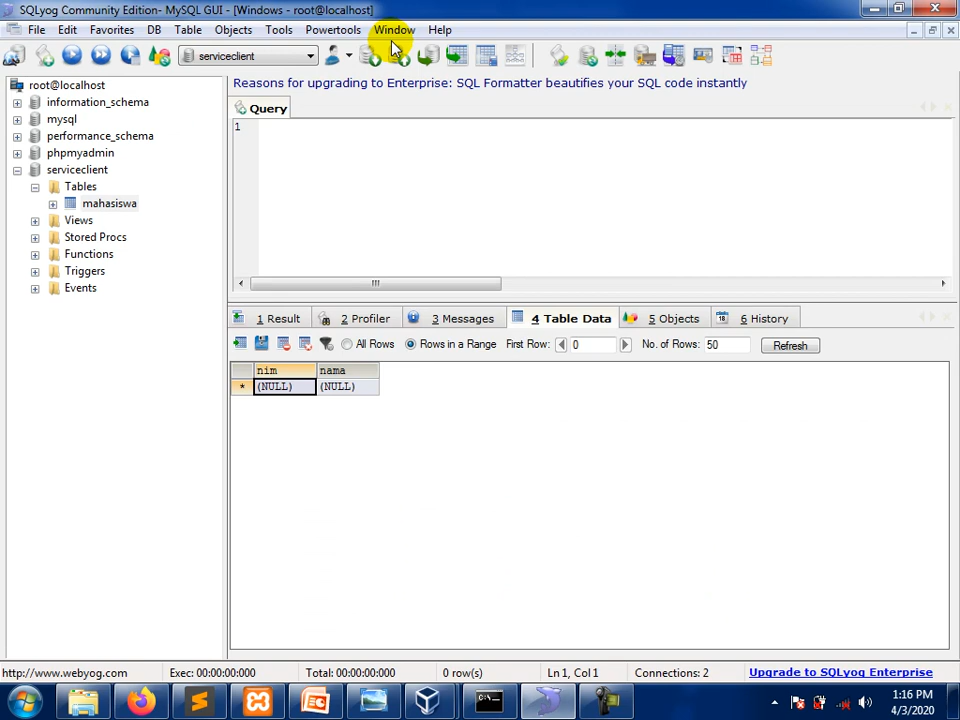 SQLyog Community Edition- MySQL GUI - [Windows - root@localhost]
File Edit Favorites DB Table Objects Tools Powertools Window Help
serviceclient
root@localhost
information_schema
mysql
performance_schema
phpmyadmin
serviceclient
Tables
mahasiswa
Views
Stored Procs
Functions
Triggers
Events
Reasons for upgrading to Enterprise: SQL Formatter beautifies your SQL code instantly
Query
1
1 Result 2 Profiler 3 Messages 4 Table Data 5 Objects 6 History
All Rows Rows in a Range First Row: 0 No. of Rows: 50 Refresh
nim nama
* (NULL) (NULL)
http://www.webyog.com Exec: 00:00:00:000 Total: 00:00:00:000 0 row(s) Ln 1, Col 1 Connections: 2 Upgrade to SQLyog Enterprise
1:16 PM
4/3/2020